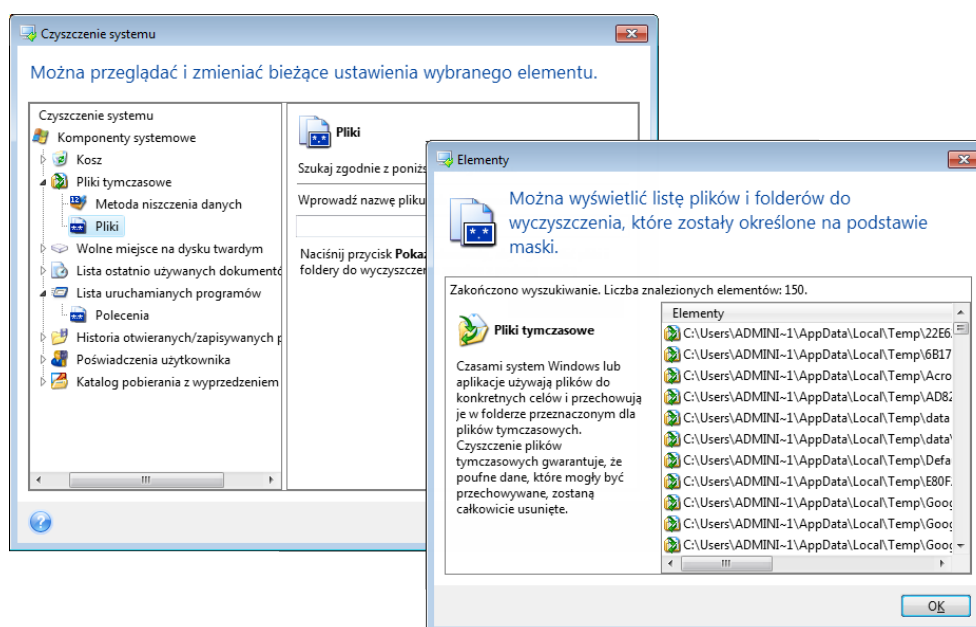 Czyszczenie systemu
Można przeglądać i zmieniać bieżące ustawienia wybranego elementu.
Czyszczenie systemu
Komponenty systemowe
Kosz
Pliki tymczasowe
Metoda niszczenia danych
Pliki
Wolne miejsce na dysku twardym
Lista ostatnio używanych dokumentó
Lista uruchamianych programów
Polecenia
Historia otwieranych/zapisywanych p
Poświadczenia użytkownika
Katalog pobierania z wyprzedzeniem
Pliki
Szukaj zgodnie z poniżs
Wprowadź nazwę pliku
Naciśnij przycisk Pokaż
foldery do wyczyszczen
Elementy
Można wyświetlić listę plików i folderów do
wyczyszczenia, które zostały określone na podstawie
maski.
Zakończono wyszukiwanie. Liczba znalezionych elementów: 150.
Pliki tymczasowe
Czasami system Windows lub
aplikacje używają plików do
konkretnych celów i przechowują
je w folderze przeznaczonym dla
plików tymczasowych.
Czyszczenie plików
tymczasowych gwarantuje, że
poufne dane, które mogły być
przechowywane, zostaną
całkowicie usunięte.
Elementy
C:\Users\ADMINI~1\AppData\Local\Temp\22E6.
C:\Users\ADMINI~1\AppData\Local\Temp\6B17
C:\Users\ADMINI~1\AppData\Local\Temp\Acro
C:\Users\ADMINI~1\AppData\Local\Temp\AD82
C:\Users\ADMINI~1\AppData\Local\Temp\data
C:\Users\ADMINI~1\AppData\Local\Temp\data\
C:\Users\ADMINI~1\AppData\Local\Temp\Defa
C:\Users\ADMINI~1\AppData\Local\Temp\E80F.
C:\Users\ADMINI~1\AppData\Local\Temp\Goog
C:\Users\ADMINI~1\AppData\Local\Temp\Goog
C:\Users\ADMINI~1\AppData\Local\Temp\Goog
OK